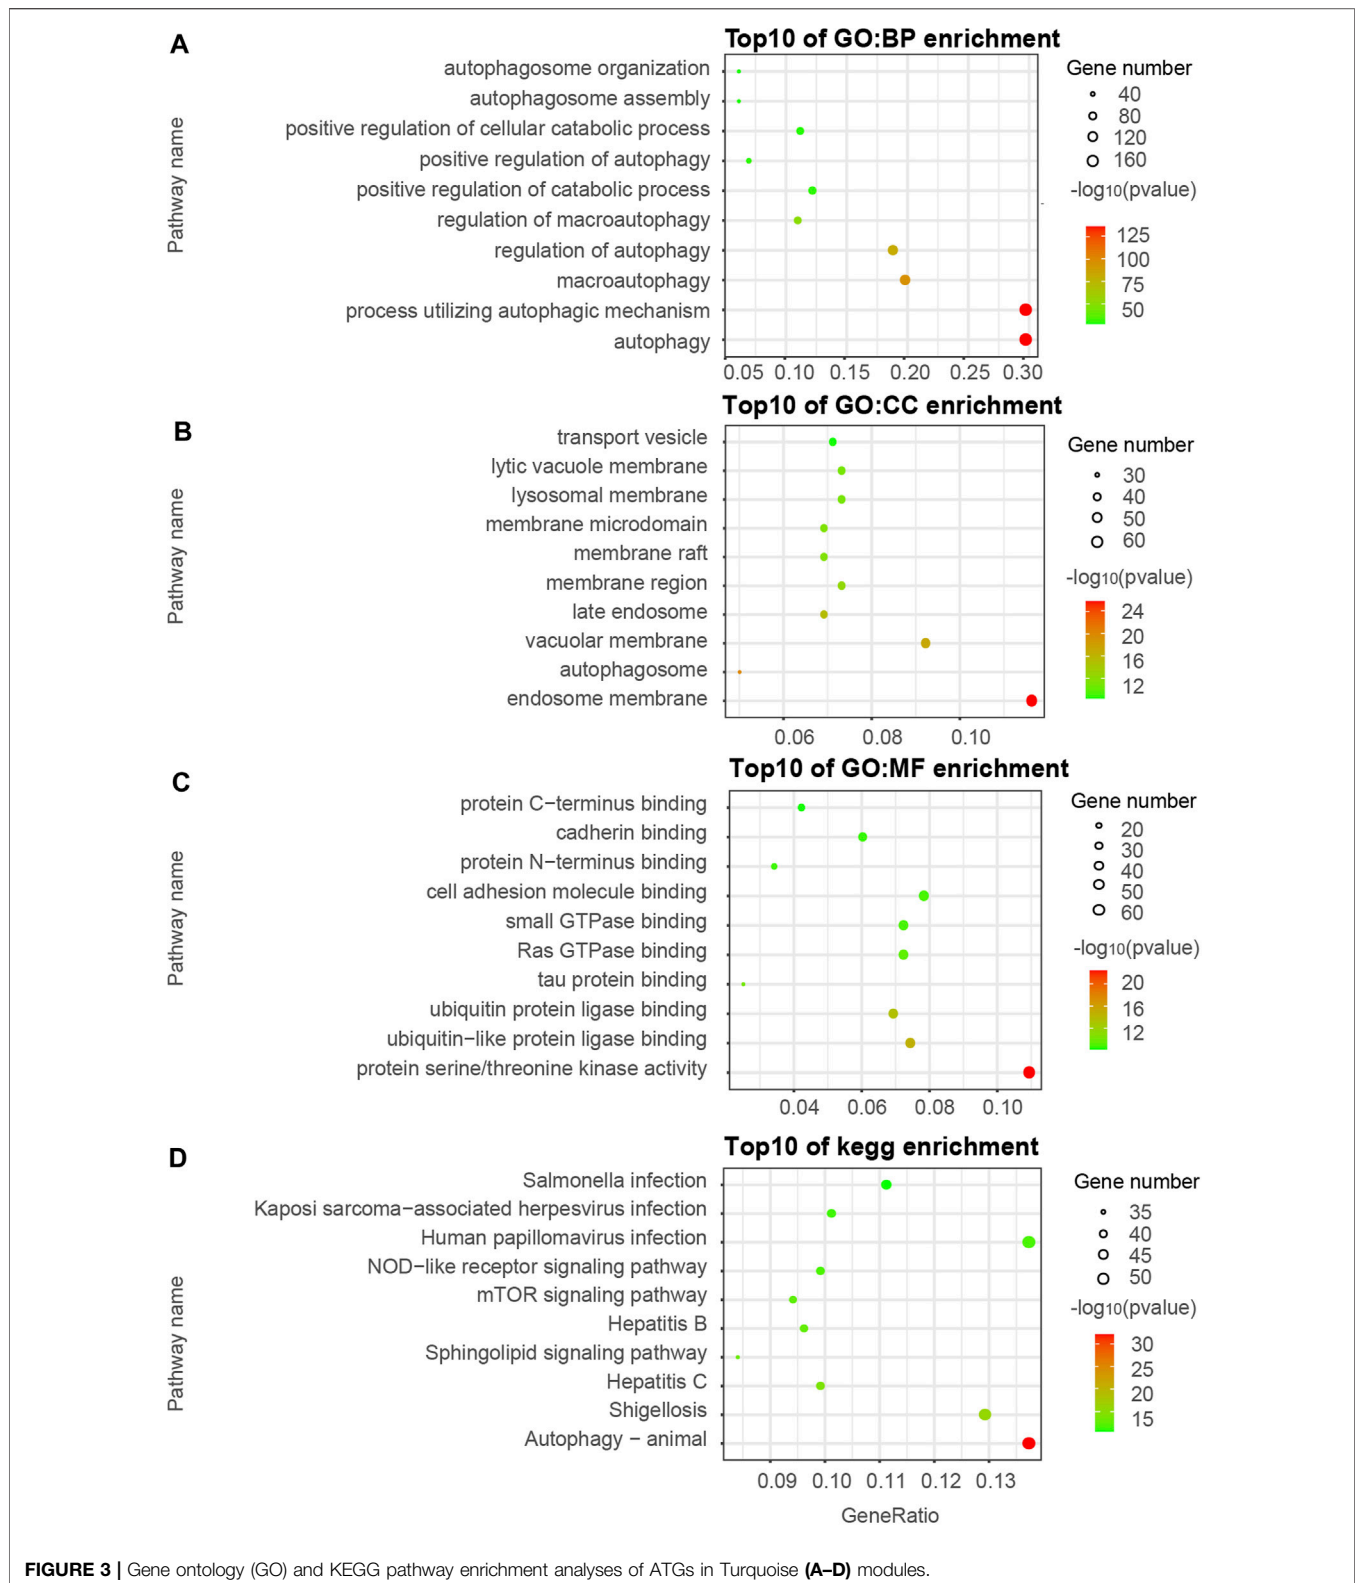 A
Top10 of GO:BP enrichment
Pathway name
autophagosome organization
autophagosome assembly
positive regulation of cellular catabolic process
positive regulation of autophagy
positive regulation of catabolic process
regulation of macroautophagy
regulation of autophagy
macroautophagy
process utilizing autophagic mechanism
autophagy
0.05 0.10 0.15 0.20 0.25 0.30
Gene number
40
80
120
160
-log10(pvalue)
125
100
75
50
B
Top10 of GO:CC enrichment
Pathway name
transport vesicle
lytic vacuole membrane
lysosomal membrane
membrane microdomain
membrane raft
membrane region
late endosome
vacuolar membrane
autophagosome
endosome membrane
0.06 0.08 0.10
Gene number
30
40
50
60
-log10(pvalue)
24
20
16
12
C
Top10 of GO:MF enrichment
Pathway name
protein C−terminus binding
cadherin binding
protein N−terminus binding
cell adhesion molecule binding
small GTPase binding
Ras GTPase binding
tau protein binding
ubiquitin protein ligase binding
ubiquitin−like protein ligase binding
protein serine/threonine kinase activity
0.04 0.06 0.08 0.10
Gene number
20
30
40
50
60
-log10(pvalue)
20
16
12
D
Top10 of kegg enrichment
Pathway name
Salmonella infection
Kaposi sarcoma−associated herpesvirus infection
Human papillomavirus infection
NOD−like receptor signaling pathway
mTOR signaling pathway
Hepatitis B
Sphingolipid signaling pathway
Hepatitis C
Shigellosis
Autophagy − animal
0.09 0.10 0.11 0.12 0.13
GeneRatio
Gene number
35
40
45
50
-log10(pvalue)
30
25
20
15
FIGURE 3 | Gene ontology (GO) and KEGG pathway enrichment analyses of ATGs in Turquoise (A–D) modules.